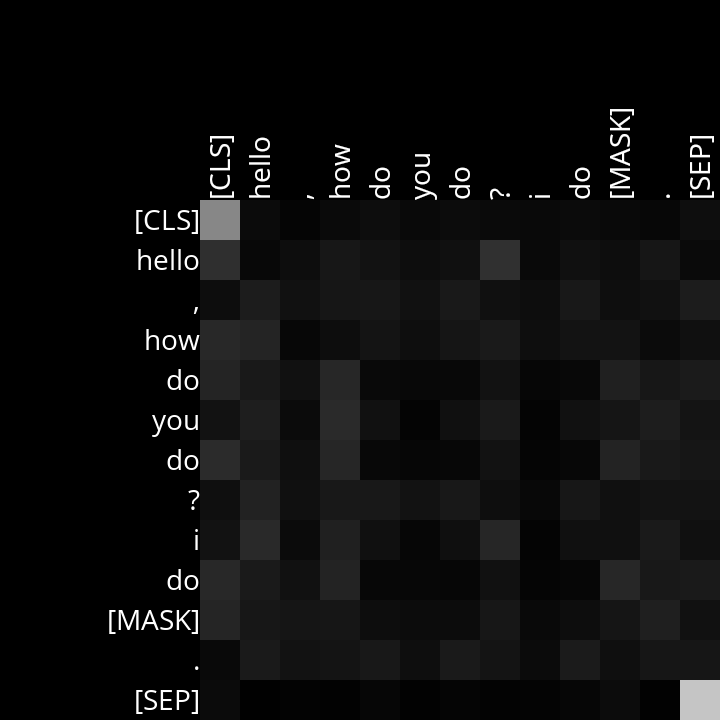 [CLS] hello , how do you do ? i do [MASK] . [SEP]
[CLS]
hello
,
how
do
you
do
?
i
do
[MASK]
.
[SEP]